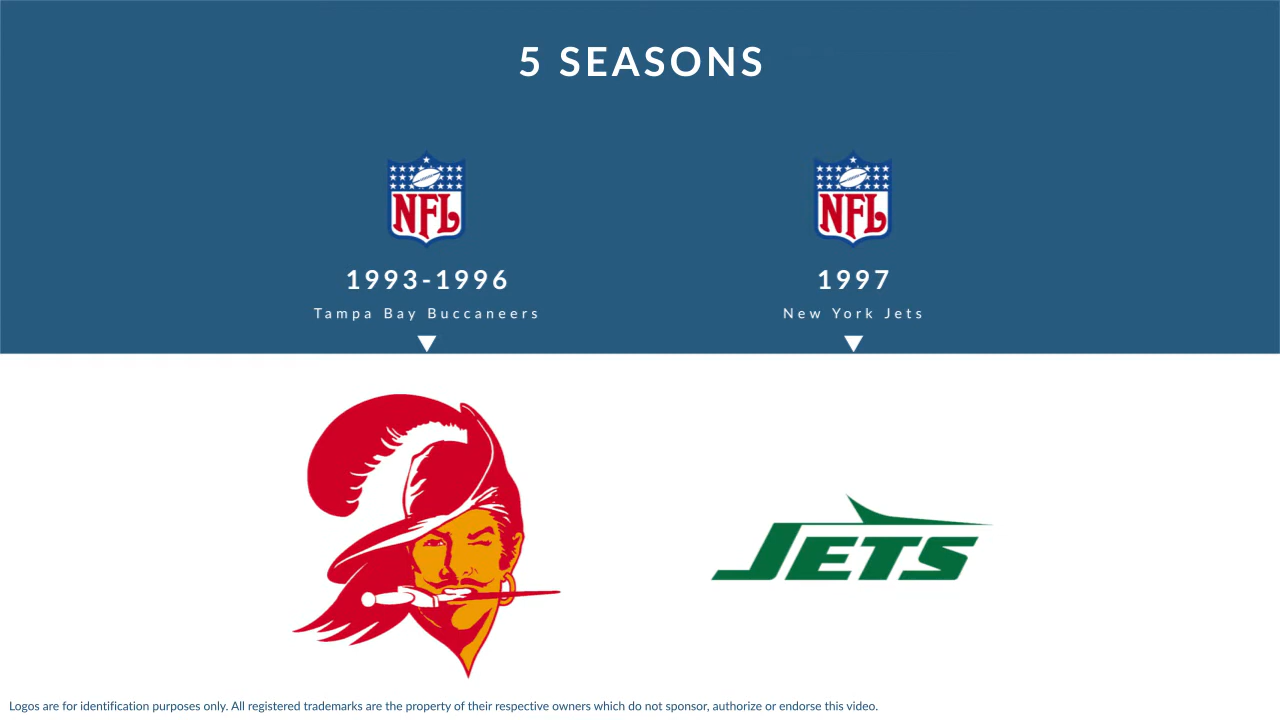 5 SEASONS
NFL NFL
1993-1996 1997
Tampa Bay Buccaneers New York Jets
JETS
Logos are for identification purposes only. All registered trademarks are the property of their respective owners which do not sponsor, authorize or endorse this video.